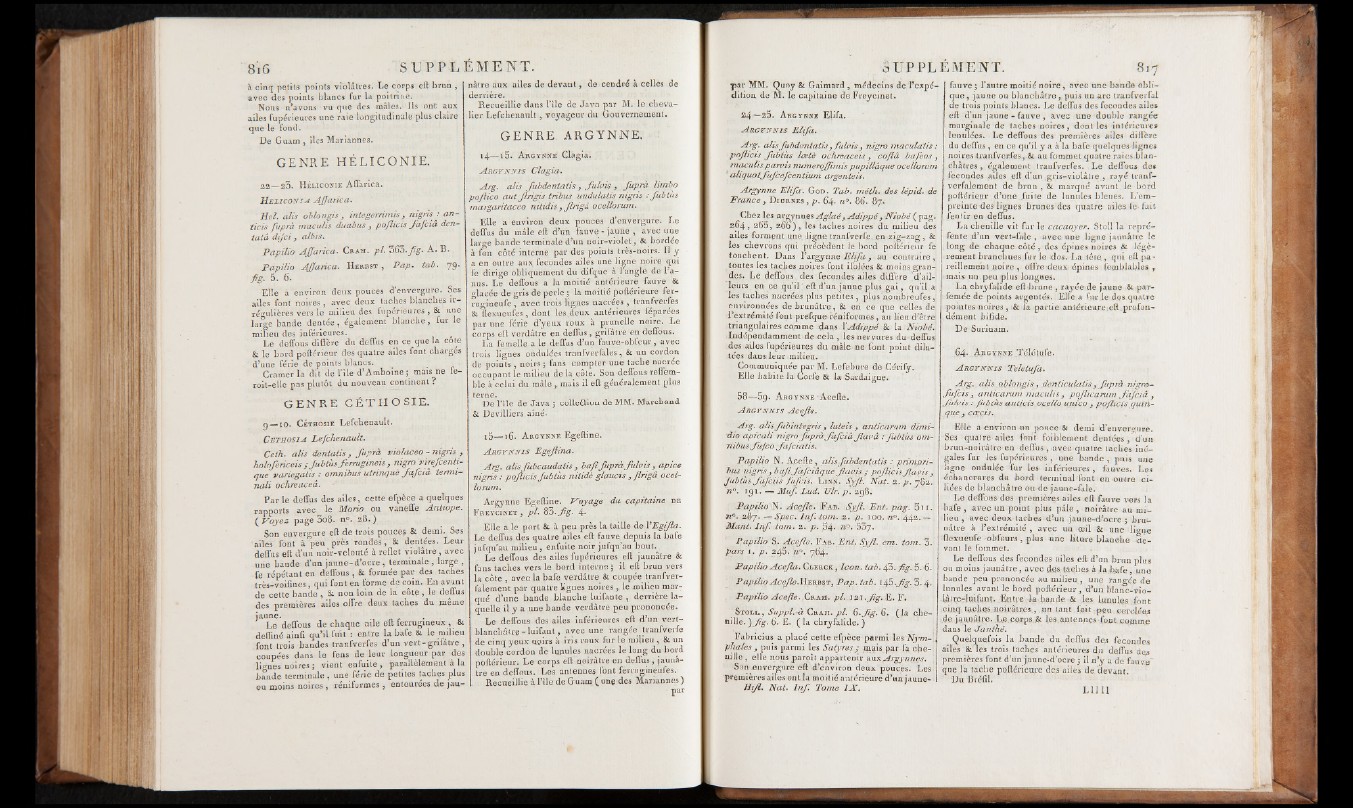 816 SUPPLÉMENT.
à cinq petits points violâtres. Le corps eſt brun,
avec des points blancs ſur la poitrine.
Nous n'avons vu que des mâles. Ils ont aux
ailes ſupérieures une raie longitudinale plus claire
que le fond.
De Guam, îles Mariannes.
GENRE HÉLICONIE.
22—23. Héliconie Aſſarica.
Heliconia Aſſarica.
Hel. alis oblongis, integerrimis, nigris : an-
ticis ſuprà maculis duabus, poſticis faſciâ den-
tatâ diſci, albis.
Papilio Aſſarica. Cram. pl. 363. fig. A. B.
Papilio Aſſarica. Herbst, Pap. tab. 79.
fig. 5. 6.
Elle a environ deux pouces d'envergure. Ses
ailes ſont noires, avec deux taches blanches ir-
régulières vers le milieu des ſupérieures, & une
large bande dentée, également blanche, ſur le
milieu des inférieures.
Le deſſous diffère du deſſus en ce que la côte
& le bord poſtérieur des quatre ailes ſont chargés
d'une ſérie de points blancs.
Cramer la dit de l'île d'Amboine ; mais ne ſe-
roit-elle pas plutôt du nouveau continent ?
GENRE CÉTHOSIE.
9—10. Céthosie Leſchenault.
Cethosia Leſchenault.
Ceth. alis dentatis, ſuprà violaceo-nigris,
holoſericeis ; ſubtùs ferrugineis, nigro vireſcenti-
que variegatis : omnibus utrinque faſciâ termi-
nali ochraceâ.
Par le deſſus des ailes, cette eſpèce a quelques
rapports avec le Morio ou vaneſſe Antiope.
( Voyez page 308. n°. 28. )
Son envergure eſt de trois pouces & demi. Ses
ailes ſont à peu près rondes, & dentées. Leur
deſſus eſt d'un noir-velouté à reflet violâtre, avec
une bande d'un jaune-d'ocre, terminale, large,
ſe répétant en deſſous, & formée par des taches
très-voiſines, qui ſont en forme de coin. En avant
de cette bande, & non loin de la côte, le deſſus
des premières ailes offre deux taches du même
jaune.
Le deſſous de chaque aile eſt ferrugineux, &
deſſiné ainſi qu'il ſuit : entre la baſe & le milieu
ſont trois bandes tranſverſes d'un vert-griſâtre,
coupées dans le ſens de leur longueur par des
lignes noires ; vient enſuite, parallèlement à la
bande terminale, une ſérie de petites taches plus
ou moins noires, réniformes, entourées de jau-
nâtre aux ailes de devant, de cendré à celles de
derrière.
Recueillie dans l'île de Java par M. le cheva-
lier Leſchenault, voyageur du Gouvernement.
GENRE ARGYNNE.
14—15. Argynne Clagia.
Argynnis Clagia.
Arg. alis ſubdentatis, fulvis, ſuprà limbo
poſtico aut ſtrigis tribus undulatis nigris : ſubtùs
margaritaceo nitidis, ſtrigâ ocellorum.
Elle a environ deux pouces d'envergure. Le
deſſus du mâle eſt d'un fauve-jaune, avec une
large bande terminale d'un noir-violet, & bordée
à ſon côté interne par des points très-noirs. Il y
a en outre aux ſecondes ailes une ligne noire qui
ſe dirige obliquement du diſque à l'angle de l'a-
nus. Le deſſous a la moitié antérieure fauve &
glacée de gris de perle ; la moitié poſtérieure fer-
rugineuſe, avec trois lignes nacrées, tranſverſes
& flexueuſes, dont les deux antérieures ſéparées
par une ſérie d'yeux roux à prunelle noire. Le
corps eſt verdâtre en deſſus, griſâtre en deſſous.
La femelle a le deſſus d'un fauve-obſcur, avec
trois lignes ondulées tranſverſales, & un cordon
de points, noirs ; ſans compter une tache nacrée
occupant le milieu de la côte. Son deſſous reſſem-
ble à celui du mâle, mais il eſt généralement plus
terne.
De l'île de Java ; collection de MM. Marchand
& Devilliers aîné.
15—16. Argynne Egeſtine.
Argynnis Egeſtina.
Arg. alis ſubcaudatis, baſi ſuprà fulvis, apice
nigris : poſticis ſubtùs nitidè glaucis, ſtrigâ ocel-
lorum.
Argynne Egeſtine. Voyage du capitaine de
Freycinet, pl. 83. fig. 4.
Elle a le port & à peu près la taille de l'Egiſta.
Le deſſus des quatre ailes eſt fauve depuis la baſe
juſqu'au milieu, enſuite noir juſqu'au bout.
Le deſſous des ailes ſupérieures eſt jaunâtre &
ſans taches vers le bord interne ; il eſt brun vers
la côte, avec la baſe verdâtre & coupée tranſver-
ſalement par quatre lignes noires, le milieu mar-
qué d'une bande blanche luiſante, derrière la-
quelle il y a une bande verdâtre peu prononcée.
Le deſſous des ailes inférieures eſt d'un vert-
blanchâtre-luiſant, avec une rangée tranſverſe
de cinq yeux noirs à iris roux ſur le milieu, & un
double cordon de lunules nacrées le long du bord
poſtérieur. Le corps eſt noirâtre en deſſus, jaunâ-
tre en deſſous. Les antennes ſont ferrugineuſes.
Recueillie à l'île de Guam ( une des Mariannes )
par
SUPPLÉMENT. 817
par MM. Quoy & Gaimard, médecins de l'expé-
dition de M. le capitaine de Freycinet.
24—25. Argynne Eliſa.
Argynnis Eliſa.
Arg. alis ſubdentatis, fulvis, nigro maculatis :
poſticis ſubtùs lætè ochraceis, coſtâ baſeos,
maculis parvis numeroſiſſimis pupillâque ocellorum
aliquot fuſceſcentium argenteis.
Argynne Eliſa. God. Tab. méth. des lépid. de
France, Diurnes, p. 64. n°. 86. 87.
Chez les argynnes Aglaé, Adippé, Niobé ( pag.
264, 265, 266 ), les taches noires du milieu des
ailes forment une ligne tranſverſe en zig-zag, &
les chevrons qui précèdent le bord poſtérieur ſe
touchent. Dans l'argynne Eliſa, au contraire,
toutes les taches noires ſont iſolées & moins gran-
des. Le deſſous des ſecondes ailes diffère d'ail-
leurs en ce qu'il eſt d'un jaune plus gai, qu'il a
les taches nacrées plus petites, plus nombreuſes,
environnées de brunâtre, & en ce que celles de
l'extrémité ſont preſque réniformes, au lieu d'être
triangulaires comme dans l'Adippé & la Niobé.
Indépendamment de cela, les nervures du deſſus
des ailes ſupérieures du mâle ne ſont point dila-
tées dans leur milieu.
Communiquée par M. Lefebure de Cériſy.
Elle habite la Corſe & la Sardaigne.
58—59. Argynne Aceſte.
Argynnis Aceſte.
Arg. alis ſubintegris, luteis, anticarum dimi-
dio apicali nigro ſuprà faſciâ flavâ : ſubtùs om-
nibus fuſco faſciatis.
Papilio N. Aceſte, alis ſubdentatis : primori-
bus nigris, baſi faſciâque flavis ; poſticis flavis,
ſubtùs faſciis fuſcis. Linn. Syſt. Nat. 2. p. 782.
n°. 191. — Muſ. Lud. Ulr. p. 298.
Papilio N. Aceſte. Fab. Syſt. Ent. pag. 511.
n°. 287. — Spec. Inſ. tom. 2. p. 100. n°. 442. —
Mant. Inſ. tom. 2. p. 54. n°. 537.
Papilio S. Aceſte. Fab. Ent. Syſt. em. tom. 3.
pars 1. p. 245. n°. 764.
Papilio Aceſte. Clerck, Icon. tab. 43. fig. 5. 6.
Papilio Aceſte. Herbst, Pap. tab. 145. fig. 3. 4.
Papilio Aceſte. Cram. pl. 121. fig. E. F.
Stoll, Suppl. à Cram. pl. 6. fig. 6. (la che-
nille.) fig. 6. E. ( la chryſalide. )
Fabricius a placé cette eſpèce parmi les Nym-
phales, puis parmi les Satyres ; mais par la che-
nille, elle nous paroît appartenir aux Argynnes.
Son envergure eſt d'environ deux pouces. Les
premières ailes ont la moitié antérieure d'un jaune-
Hiſt. Nat. Inſ. Tome IX.
fauve ; l'autre moitié noire, avec une bande obli-
que, jaune ou blanchâtre, puis un arc tranſverſal
de trois points blancs. Le deſſus des ſecondes ailes
eſt d'un jaune-fauve, avec une double rangée
marginale de taches noires, dont les intérieures
lunulées. Le deſſous des premières ailes diffère
du deſſus, en ce qu'il y a à la baſe quelques lignes
noires tranſverſes, & au ſommet quatre raies blan-
châtres, également tranſverſes. Le deſſous des
ſecondes ailes eſt d'un gris-violâtre, rayé tranſ-
verſalement de brun, & marqué avant le bord
poſtérieur d'une ſuite de lunules bleues. L'em-
preinte des lignes brunes des quatre ailes ſe fait
ſentir en deſſus.
La chenille vit ſur le cacaoyer. Stoll la repré-
ſente d'un vert-ſale, avec une ligne jaunâtre le
long de chaque côté, des épines noires & légè-
rement branchues ſur le dos. La tête, qui eſt pa-
reillement noire, offre deux épines ſemblables,
mais un peu plus longues.
La chryſalide eſt brune, rayée de jaune & par-
ſemée de points argentés. Elle a ſur le dos quatre
pointes noires, & ſa partie antérieure eſt profon-
dément bifide.
De Surinam.
64. Argynne Télétuſe.
Argynnis Teletuſa.
Arg. alis oblongis, denticulatis, ſuprà nigro-
fuſcis, anticarum maculis, poſticarum faſciâ,
fulvis : ſubtùs anticis ocello unico, poſticis quin-
que, cæcis.
Elle a environ un pouce & demi d'envergure.
Ses quatre ailes ſont foiblement dentées, d'un
brun-noirâtre en deſſus, avec quatre taches iné-
gales ſur les ſupérieures, une bande, puis une
ligne ondulée ſur les inférieures, fauves. Les
échancrures du bord terminal ſont en outre ci-
liées de blanchâtre ou de jaune-ſale.
Le deſſous des premières ailes eſt fauve vers la
baſe, avec un point plus pâle, noirâtre au mi-
lieu, avec deux taches d'un jaune-d'ocre ; bru-
nâtre à l'extrémité, avec un œil & une ligne
flexueuſe obſcurs, plus une liture blanche de-
vant le ſommet.
Le deſſous des ſecondes ailes eſt d'un brun plus
ou moins jaunâtre, avec des taches à la baſe, une
bande peu prononcée au milieu, une rangée de
lunules avant le bord poſtérieur, d'un blanc-vio-
lâtre-luiſant. Entre la bande & les lunules ſont
cinq taches noirâtres, un tant ſoit peu cerclées
de jaunâtre. Le corps & les antennes ſont comme
dans le Janthé.
Quelquefois la bande du deſſus des ſecondes
ailes & les trois taches antérieures du deſſus des
premières ſont d'un jaune-d'ocre ; il n'y a de fauve
que la tache poſtérieure des ailes de devant.
Du Bréſil.
L l l l l